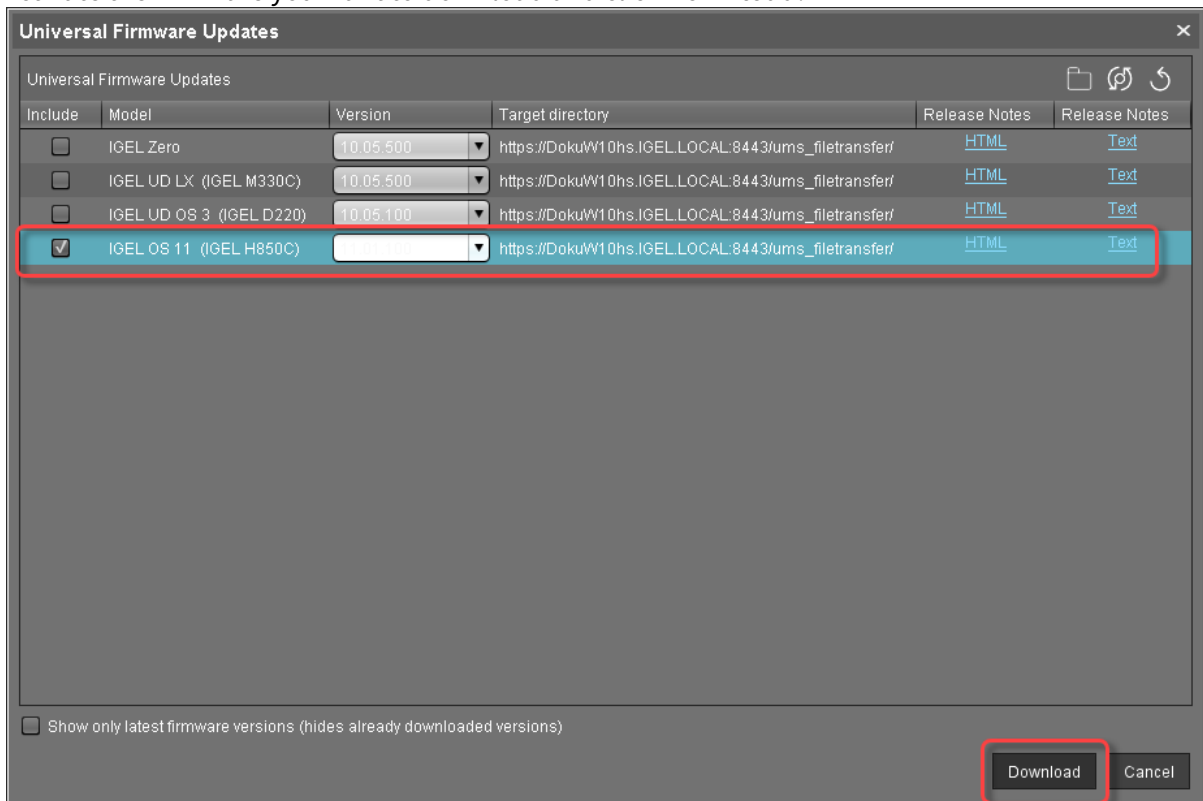 Universal Firmware Updates ×
Universal Firmware Updates
Include Model Version Target directory Release Notes Release Notes
IGEL Zero 10.05.500 https://DokuW10hs.IGEL.LOCAL:8443/ums_filetransfer/ HTML Text
IGEL UD LX (IGEL M330C) 10.05.500 https://DokuW10hs.IGEL.LOCAL:8443/ums_filetransfer/ HTML Text
IGEL UD OS 3 (IGEL D220) 10.05.100 https://DokuW10hs.IGEL.LOCAL:8443/ums_filetransfer/ HTML Text
IGEL OS 11 (IGEL H850C) https://DokuW10hs.IGEL.LOCAL:8443/ums_filetransfer/ HTML Text
Show only latest firmware versions (hides already downloaded versions)
Download Cancel